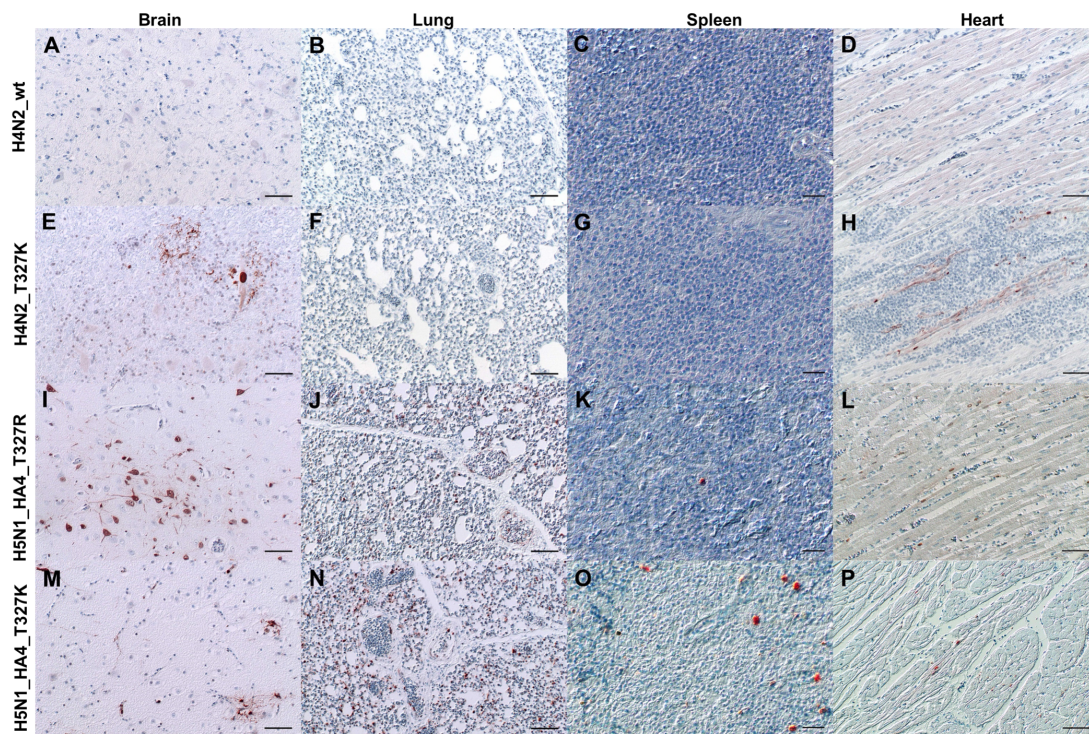 Brain Lung Spleen Heart
H4N2_wt
A B C D
H4N2_T327K
E F G H
H5N1_HA4_T327R
I J K L
H5N1_HA4_T327K
M N O P